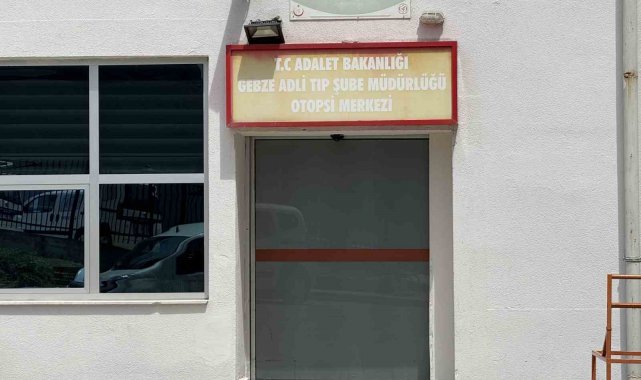 T.C ADALET BAKANLIĞI
GEBZE ADLİ TIP ŞUBE MÜDÜRLÜĞÜ
OTOPSİ MERKEZİ